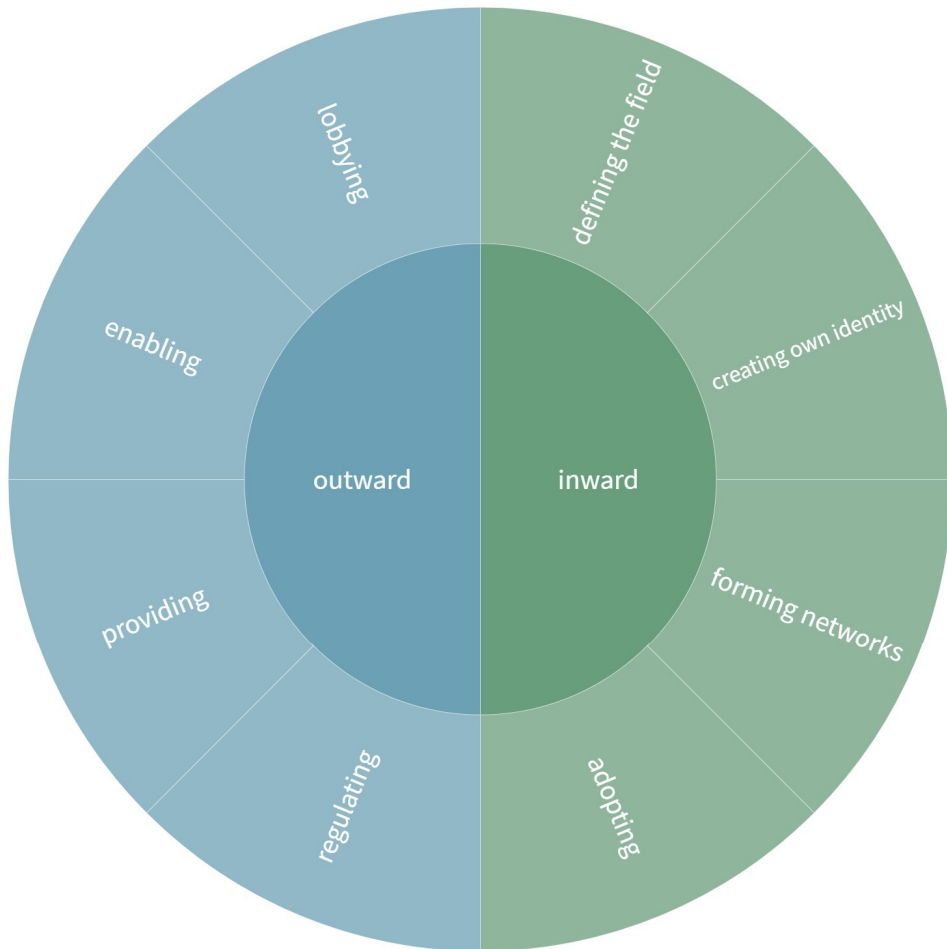 lobbying
defining the field
enabling
creating own identity
outward
inward
providing
forming networks
regulating
adopting